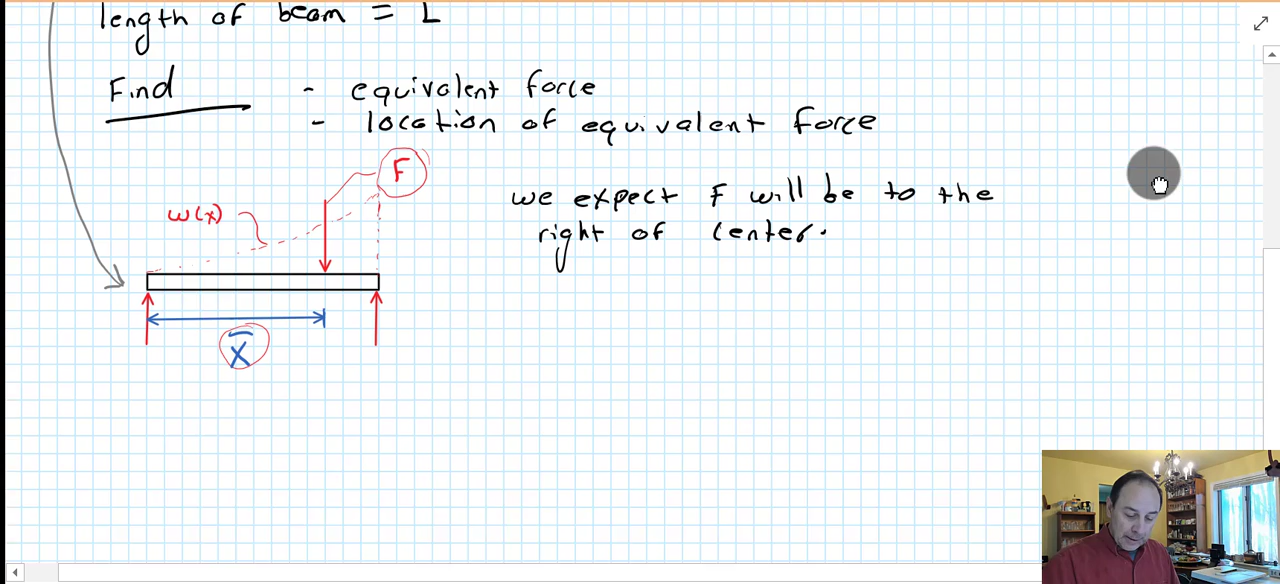 length of beam = L
Find
- equivalent force
- location of equivalent force
F
w(x)
we expect F will be to the
right of center.
x̄